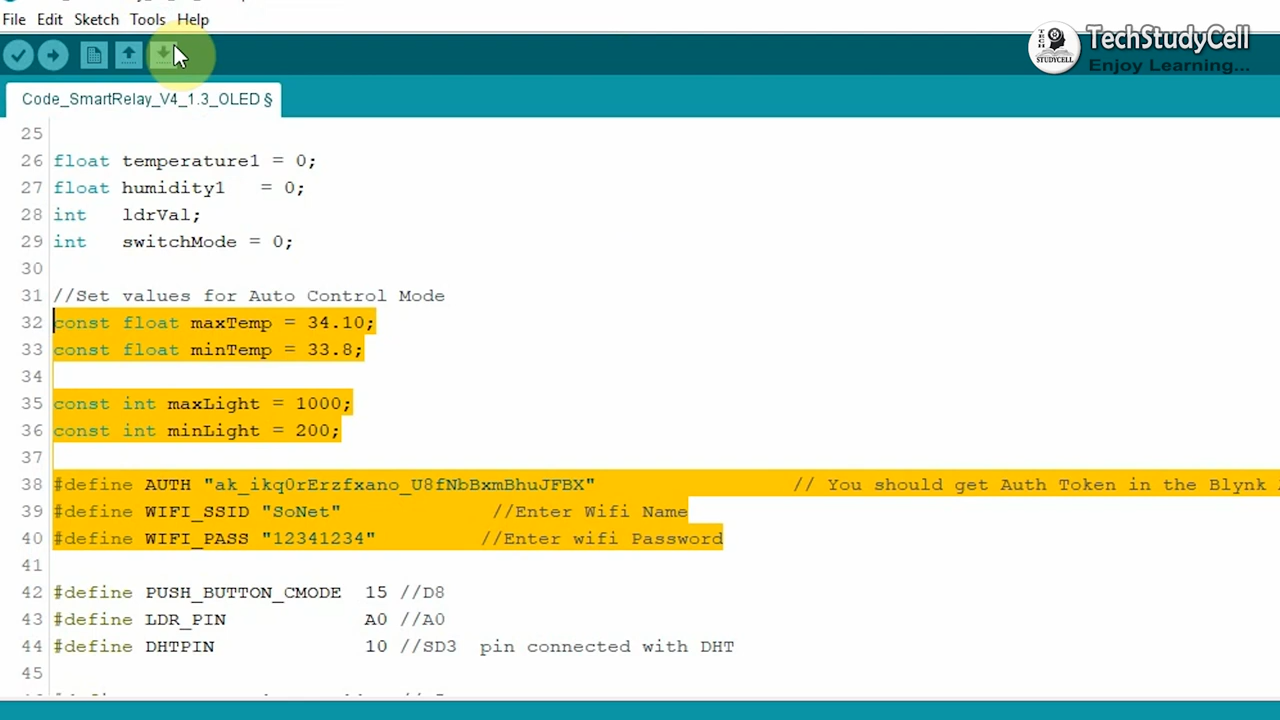 File Edit Sketch Tools Help
TechStudyCell
STUDYCELL
Enjoy Learning...
Code_SmartRelay_V4_1.3_OLED §
25
26 float temperature1 = 0;
27 float humidity1 = 0;
28 int ldrVal;
29 int switchMode = 0;
30
31 //Set values for Auto Control Mode
32 const float maxTemp = 34.10;
33 const float minTemp = 33.8;
34
35 const int maxLight = 1000;
36 const int minLight = 200;
37
38 #define AUTH "ak_ikq0rErzfxano_U8fNbBxmBhuJFBX" // You should get Auth Token in the Blynk
39 #define WIFI_SSID "SoNet" //Enter Wifi Name
40 #define WIFI_PASS "12341234" //Enter wifi Password
41
42 #define PUSH_BUTTON_CMODE 15 //D8
43 #define LDR_PIN A0 //A0
44 #define DHTPIN 10 //SD3 pin connected with DHT
45